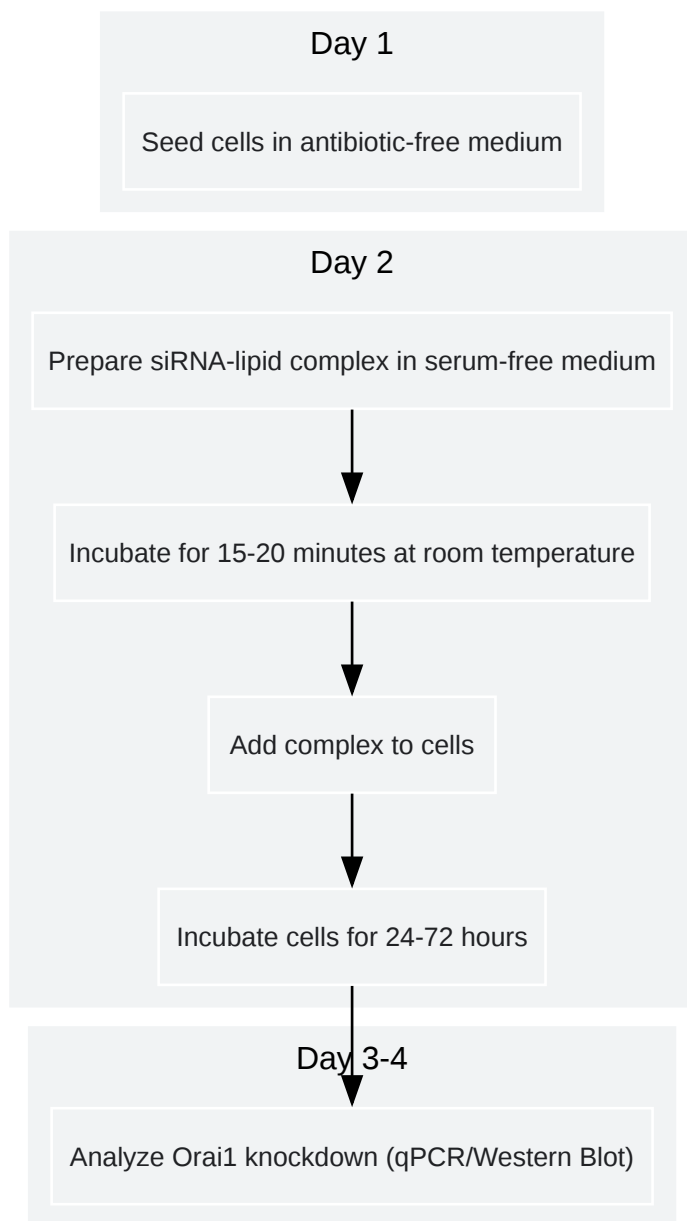 Day 1
Seed cells in antibiotic-free medium
Day 2
Prepare siRNA-lipid complex in serum-free medium
Incubate for 15-20 minutes at room temperature
Add complex to cells
Incubate cells for 24-72 hours
Day 3-4
Analyze Orai1 knockdown (qPCR/Western Blot)